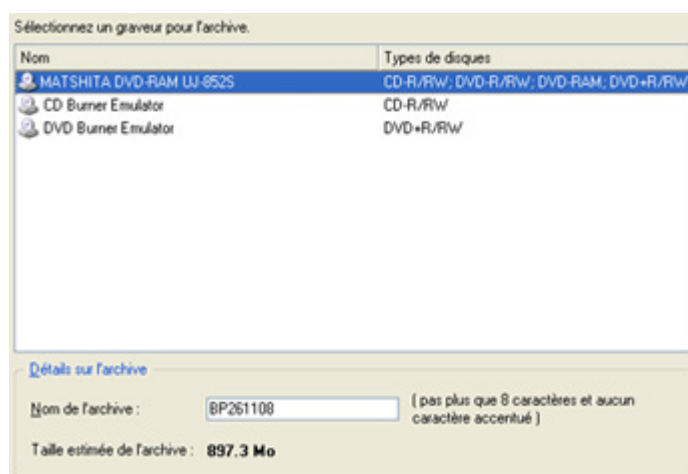 Sélectionnez un graveur pour l'archive.
Nom Types de disques
MATSHITA DVD-RAM UJ-852S CD-R/RW; DVD-R/RW; DVD-RAM; DVD+R/RW
CD Burner Emulator CD-R/RW
DVD Burner Emulator DVD+R/RW
Détails sur l'archive
Nom de l'archive : BP261108 ( pas plus que 8 caractères et aucun
caractère accentué )
Taille estimée de l'archive : 897.3 Mo